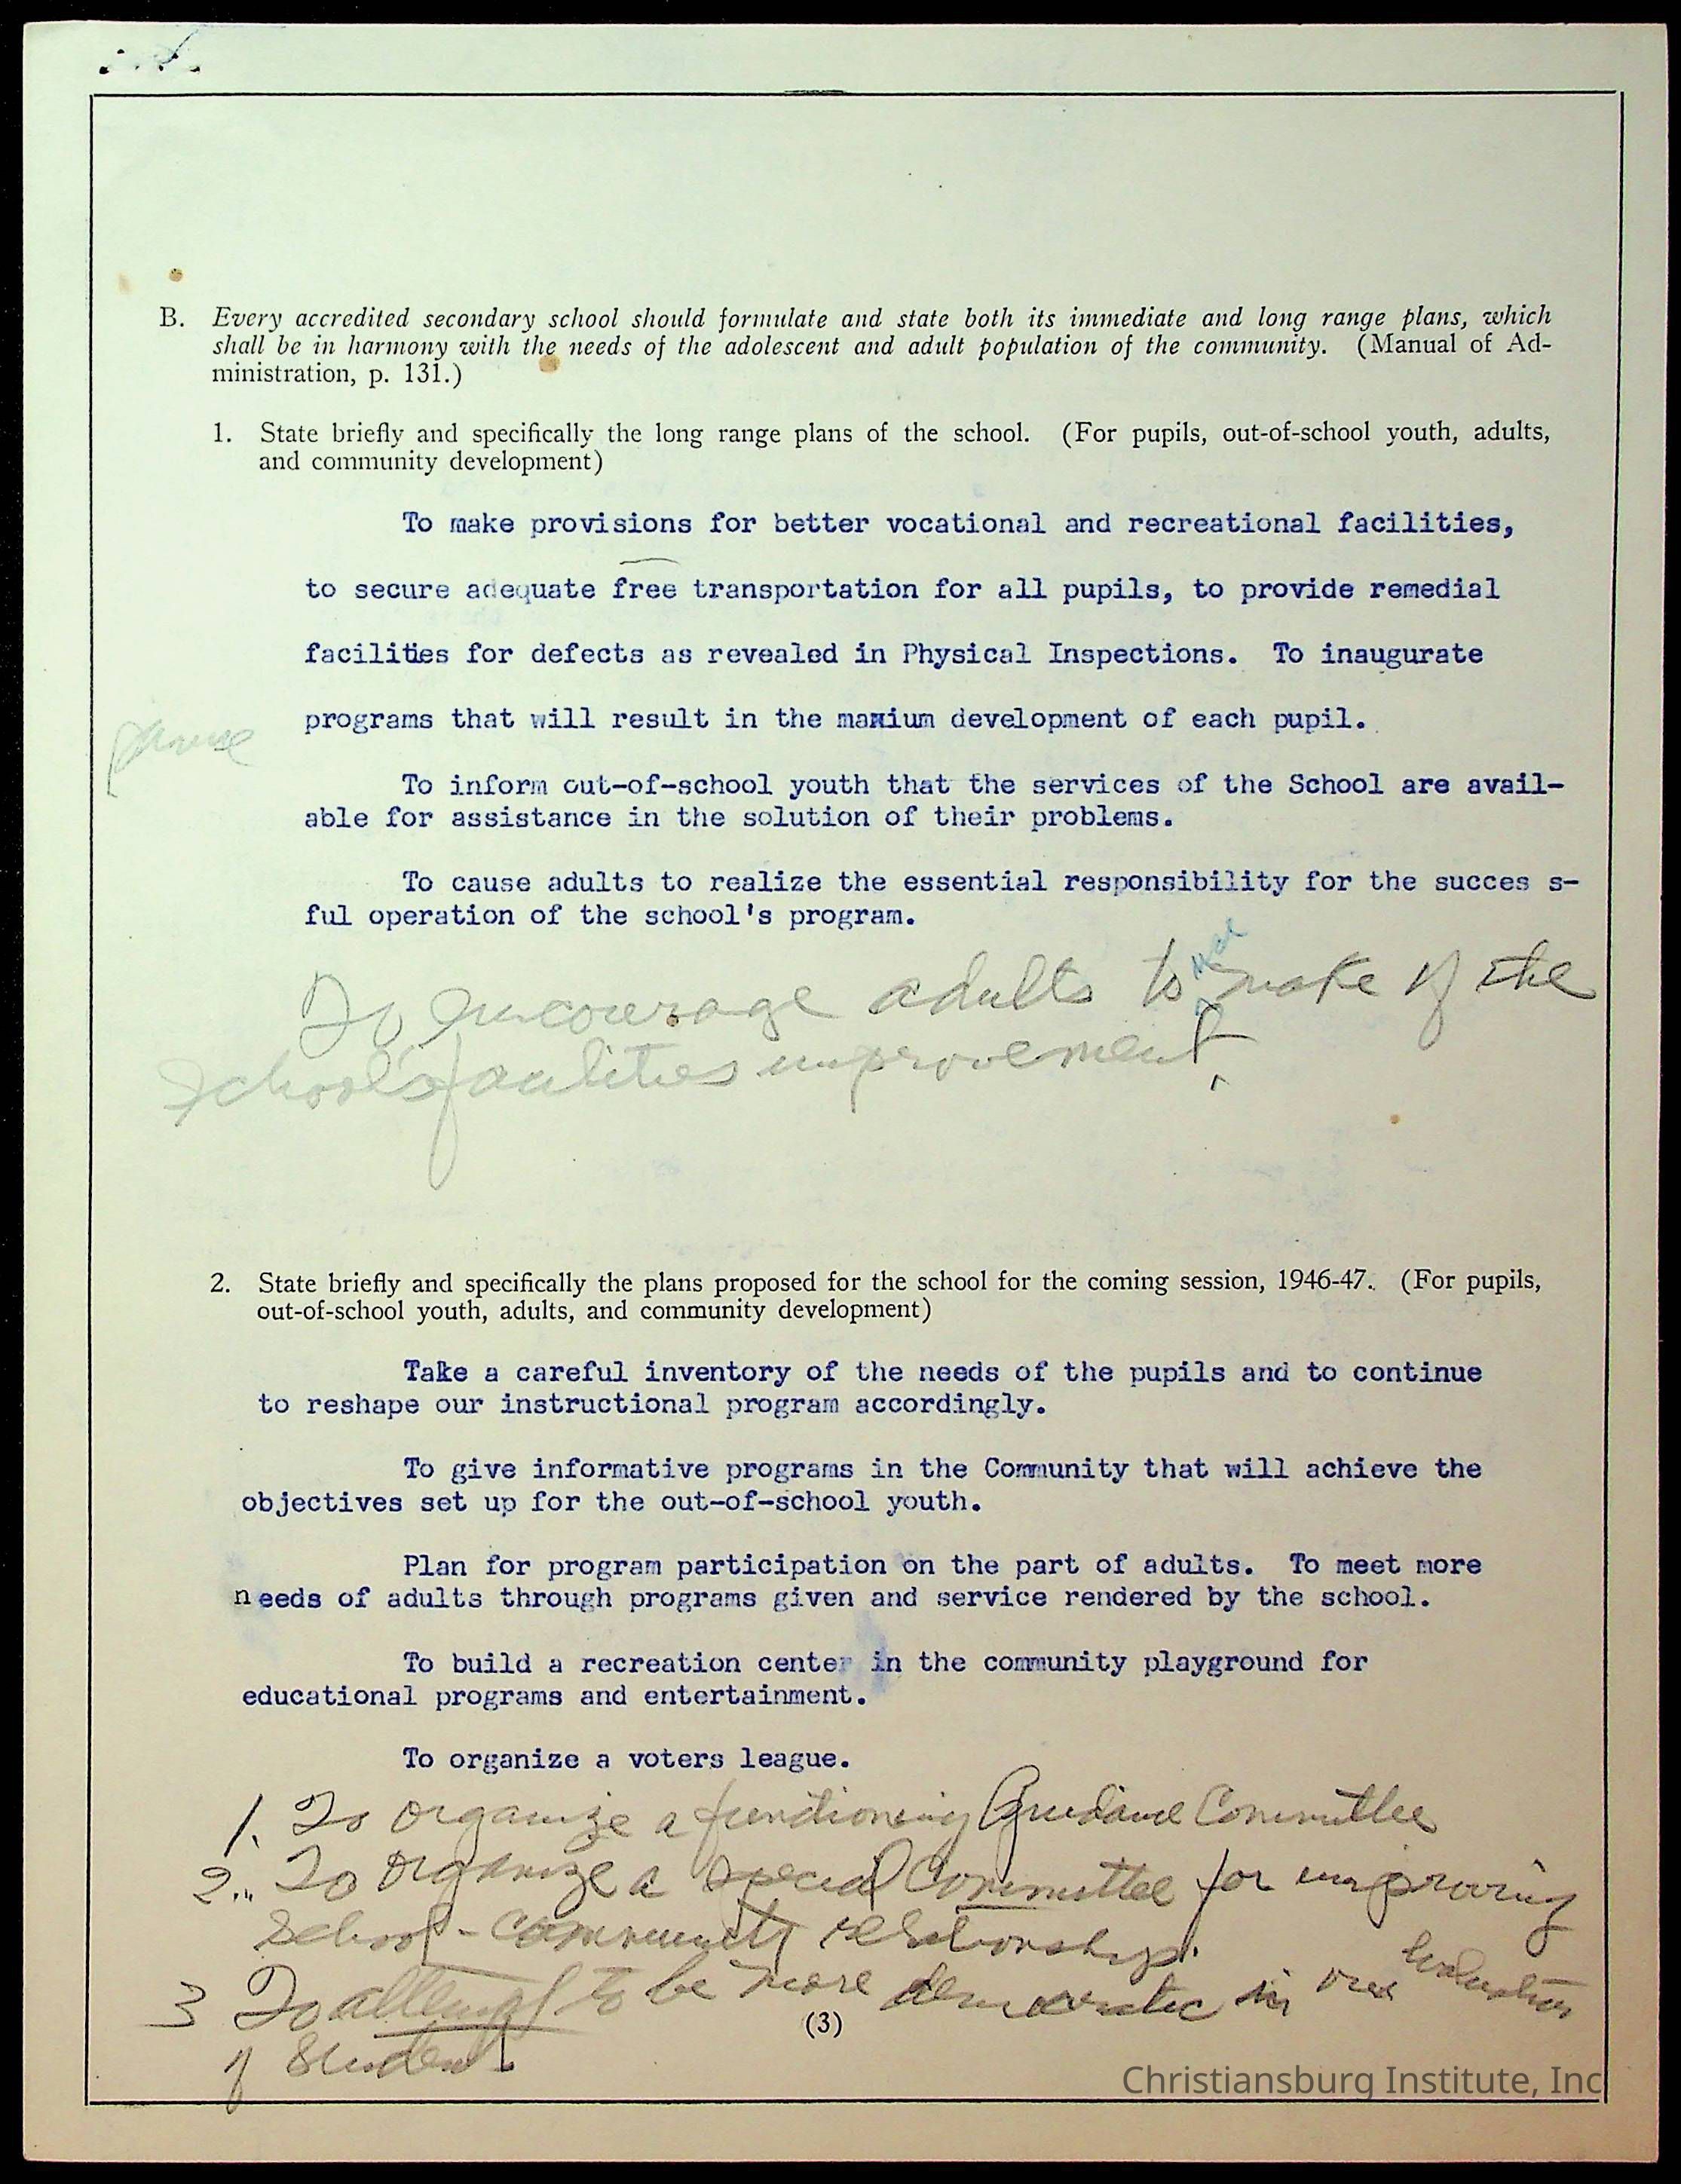 B. Every accredited secondary school should formulate and state both its immediate and long range plans, which
shall be in harmony with the needs of the adolescent and adult population of the community. (Manual of Ad-
ministration, p. 131.)
1. State briefly and specifically the long range plans of the school. (For pupils, out-of-school youth, adults,
and community development)
To make provisions for better vocational and recreational facilities,
to secure adequate free transportation for all pupils, to provide remedial
facilities for defects as revealed in Physical Inspections. To inaugurate
programs that will result in the maxium development of each pupil.
To inform out-of-school youth that the services of the School are avail-
able for assistance in the solution of their problems.
To cause adults to realize the essential responsibility for the succes s-
ful operation of the school's program.
To encourage adults to make of the
school's improvement.
2. State briefly and specifically the plans proposed for the school for the coming session, 1946-47. (For pupils,
out-of-school youth, adults, and community development)
Take a careful inventory of the needs of the pupils and to continue
to reshape our instructional program accordingly.
To give informative programs in the Community that will achieve the
objectives set up for the out-of-school youth.
Plan for program participation on the part of adults. To meet more
needs of adults through programs given and service rendered by the school.
To build a recreation center in the community playground for
educational programs and entertainment.
To organize a voters league.
1. To organize a functioning Guidance Committee
2. To organize a special Committee for improving
School-Community relationship.
3 To attempt to be more democratic in our Evaluation
of Student
(3)
Christiansburg Institute, Inc